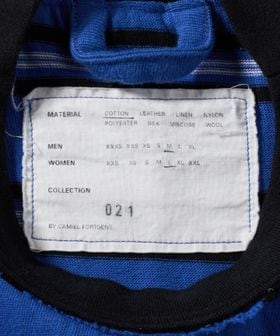 MATERIAL COTTON LEATHER LINEN NYLON
POLYESTER SILK VISCOSE WOOL
MEN XXXS XXS XS S M L XL
WOMEN XXS XS S M L XL XXL
COLLECTION
021
BY CAMIEL FORTGENS